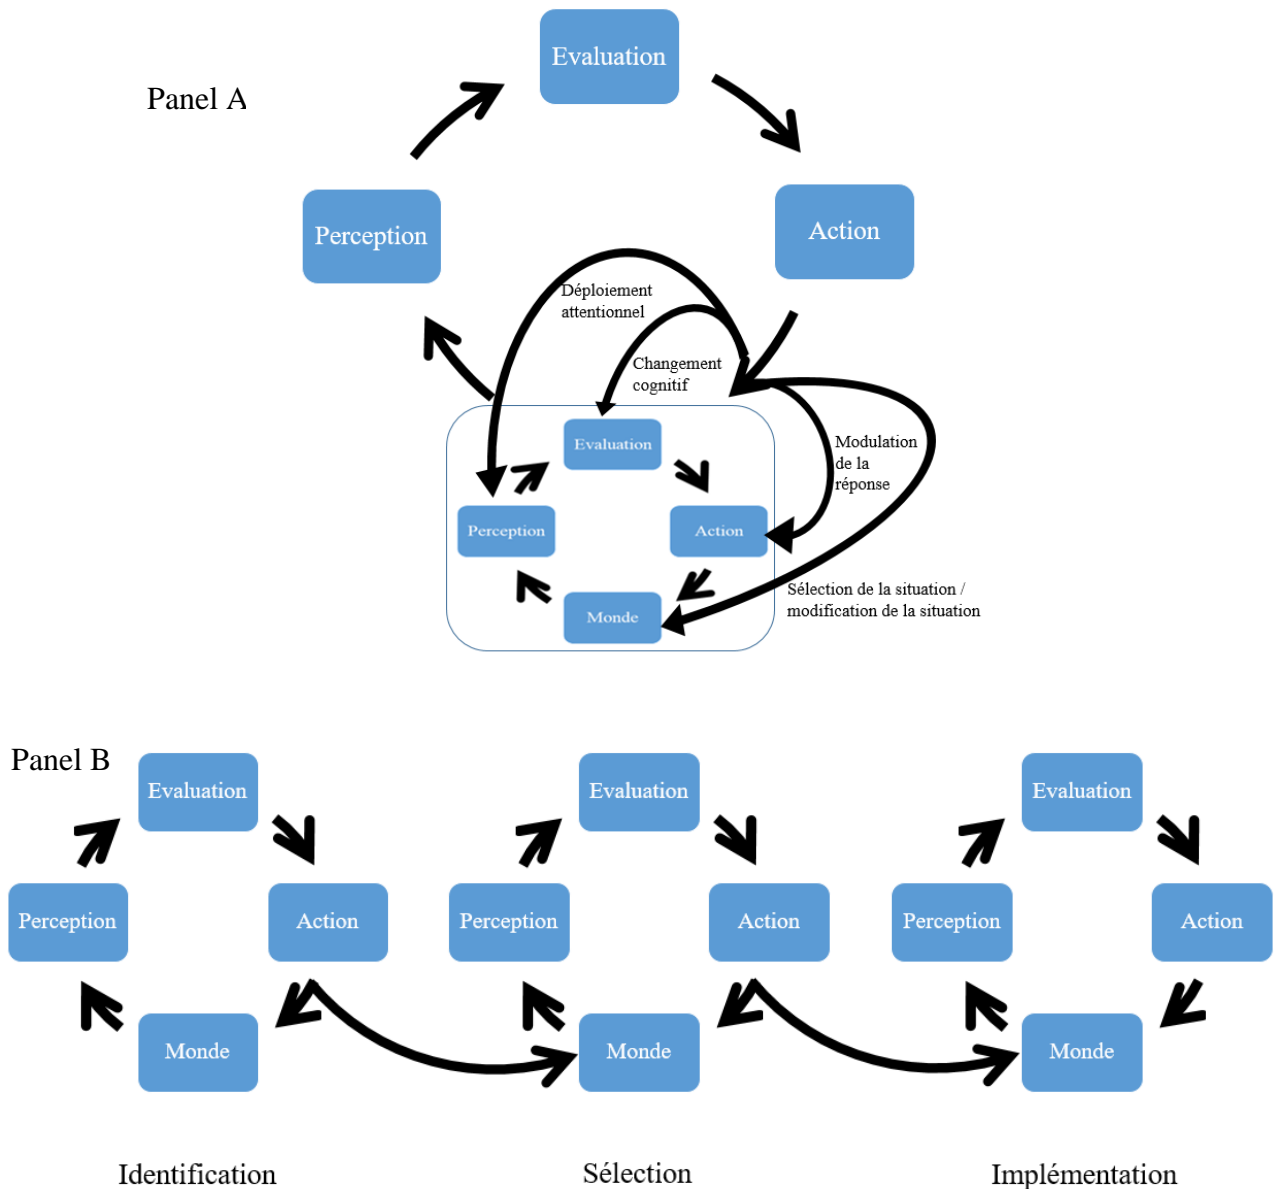 Evaluation
Panel A
Perception
Action
Déploiement
attentionnel
Changement
cognitif
Evaluation
Modulation
de la
réponse
Perception
Action
Monde
Sélection de la situation /
modification de la situation
Panel B
Evaluation
Evaluation
Evaluation
Perception
Action
Perception
Action
Perception
Action
Monde
Monde
Monde
Identification
Sélection
Implémentation